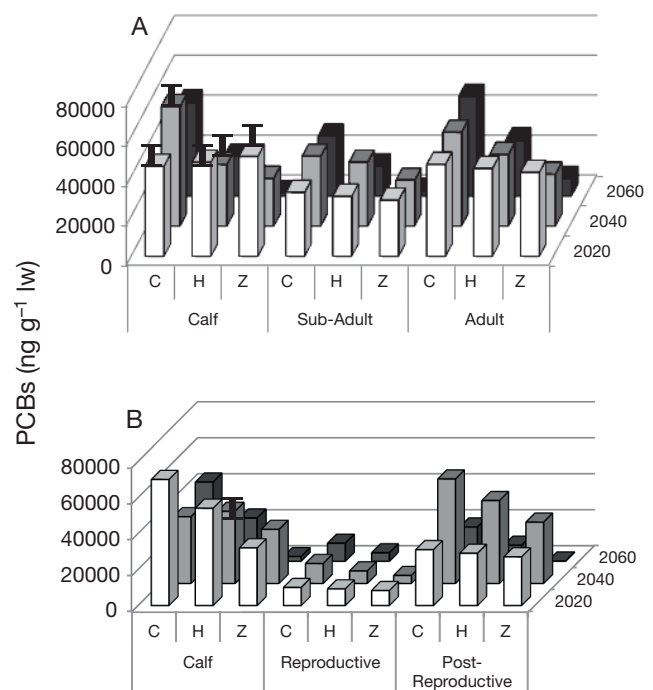 A
80000
60000
40000
20000
0
2060
2040
2020
C H Z C H Z C H Z
Calf Sub-Adult Adult
PCBs (ng g⁻¹ lw)
B
80000
60000
40000
20000
0
2060
2040
2020
C H Z C H Z C H Z
Calf Reproductive Post-
Reproductive